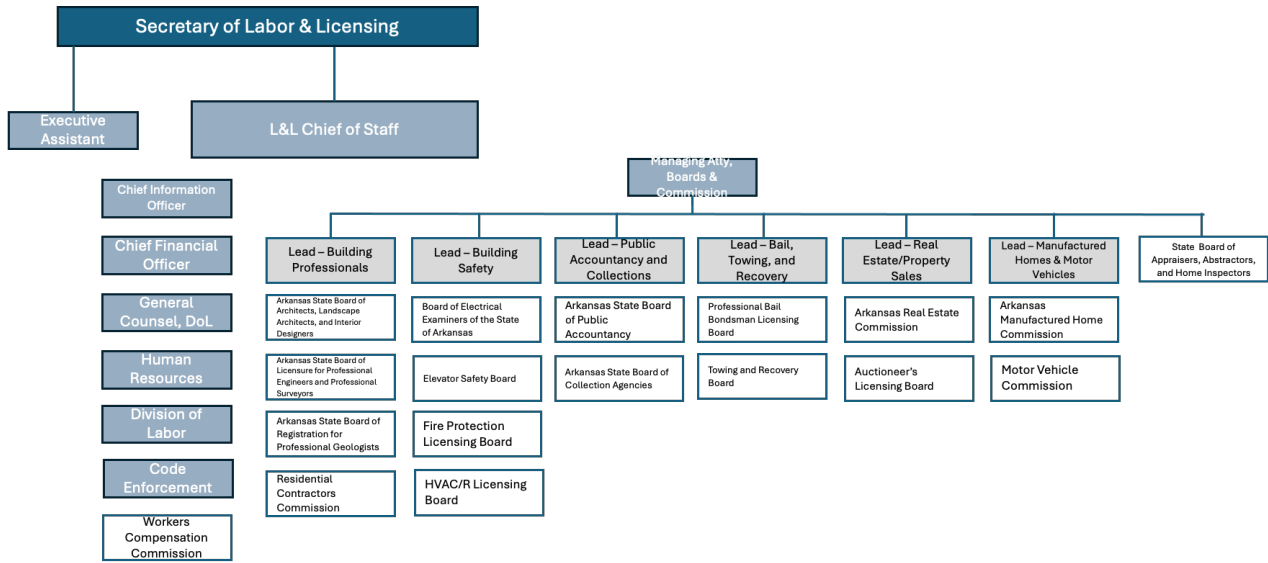 Secretary of Labor & Licensing
Executive
Assistant
L&L Chief of Staff
Managing Atty,
Boards &
Commission
Chief Information
Officer
Chief Financial
Officer
General
Counsel, DoL
Human
Resources
Division of
Labor
Code
Enforcement
Workers
Compensation
Commission
Lead – Building
Professionals
Arkansas State Board of
Architects, Landscape
Architects, and Interior
Designers
Arkansas State Board of
Licensure for Professional
Engineers and Professional
Surveyors
Arkansas State Board of
Registration for
Professional Geologists
Residential
Contractors
Commission
Lead – Building
Safety
Board of Electrical
Examiners of the State
of Arkansas
Elevator Safety Board
Fire Protection
Licensing Board
HVAC/R Licensing
Board
Lead – Public
Accountancy and
Collections
Arkansas State Board
of Public
Accountancy
Arkansas State Board of
Collection Agencies
Lead – Bail,
Towing, and
Recovery
Professional Bail
Bondsman Licensing
Board
Towing and Recovery
Board
Lead – Real
Estate/Property
Sales
Arkansas Real Estate
Commission
Auctioneer's
Licensing Board
Lead – Manufactured
Homes & Motor
Vehicles
Arkansas
Manufactured Home
Commission
Motor Vehicle
Commission
State Board of
Appraisers, Abstractors,
and Home Inspectors